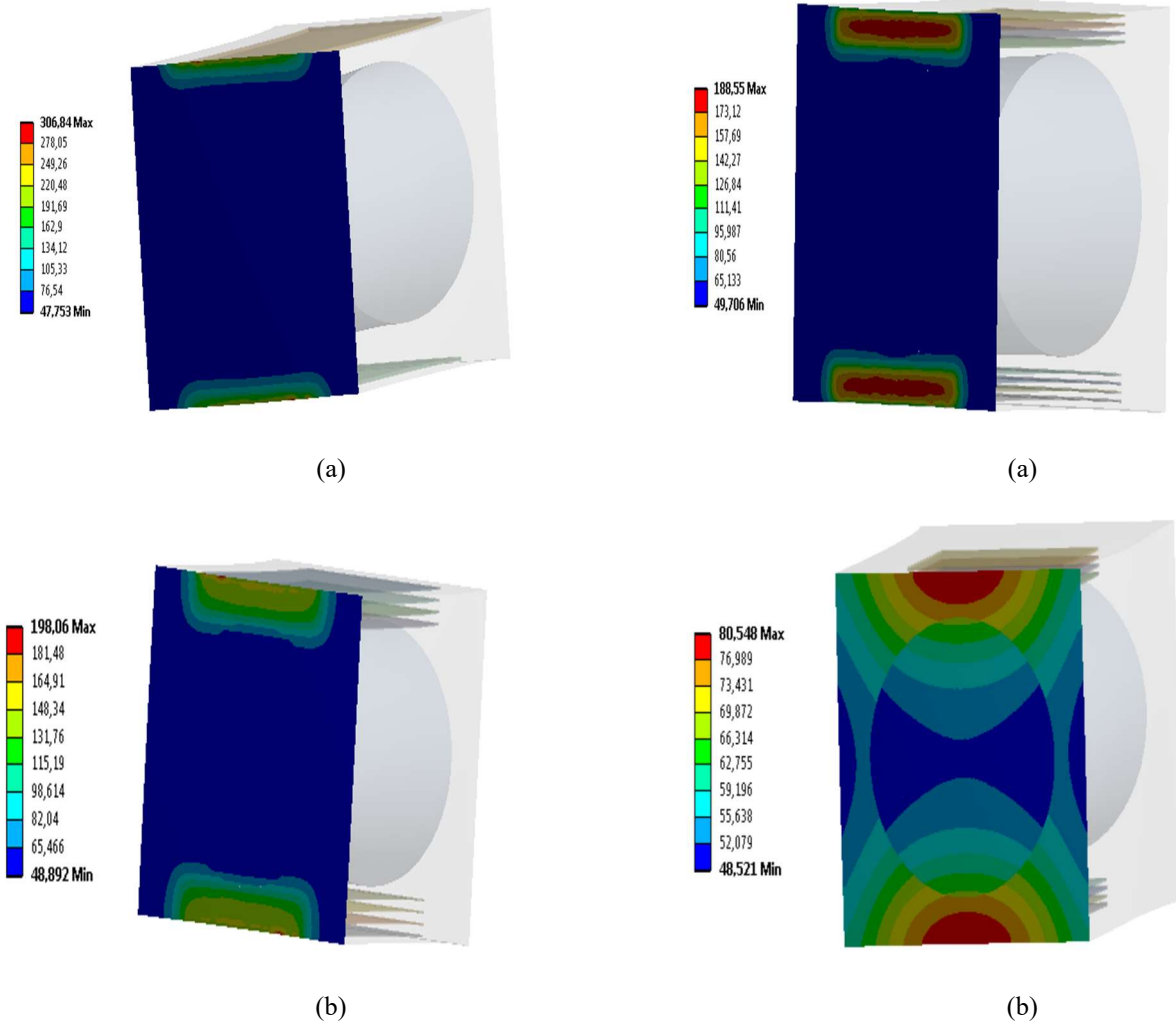 306,84 Max
278,05
249,26
220,48
191,69
162,9
134,12
105,33
76,54
47,753 Min
(a)
188,55 Max
173,12
157,69
142,27
126,84
111,41
95,987
80,56
65,133
49,706 Min
(a)
198,06 Max
181,48
164,91
148,34
131,76
115,19
98,614
82,04
65,466
48,892 Min
(b)
80,548 Max
76,989
73,431
69,872
66,314
62,755
59,196
55,638
52,079
48,521 Min
(b)